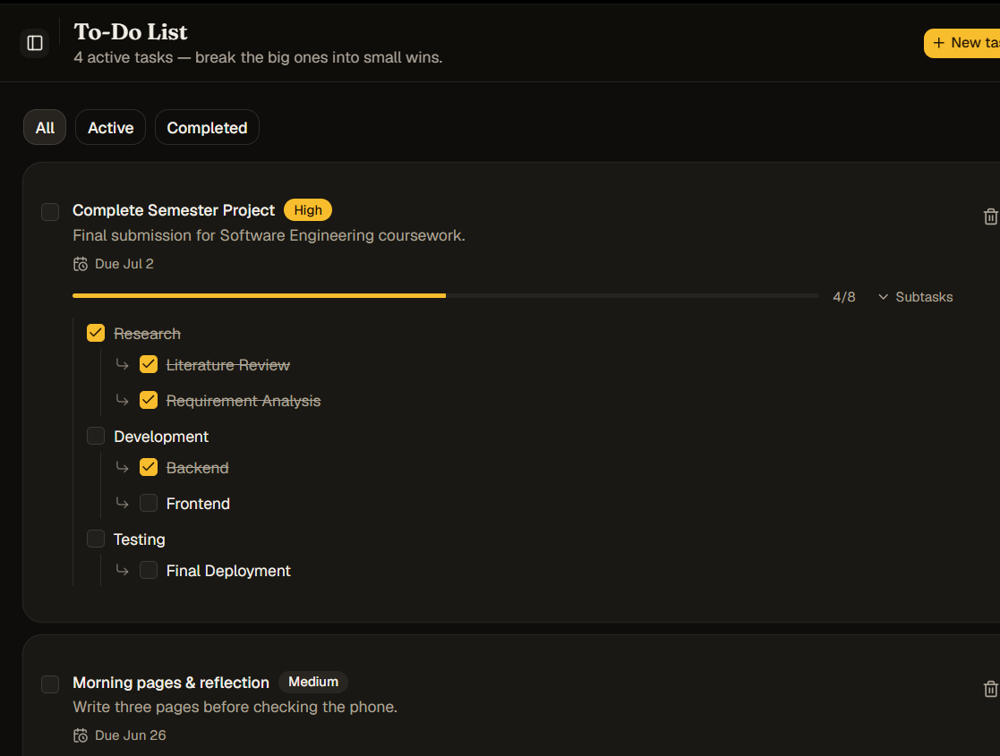 To-Do List
4 active tasks — break the big ones into small wins.
+ New tas
All Active Completed
Complete Semester Project High
Final submission for Software Engineering coursework.
Due Jul 2
4/8 Subtasks
Research
Literature Review
Requirement Analysis
Development
Backend
Frontend
Testing
Final Deployment
Morning pages & reflection Medium
Write three pages before checking the phone.
Due Jun 26